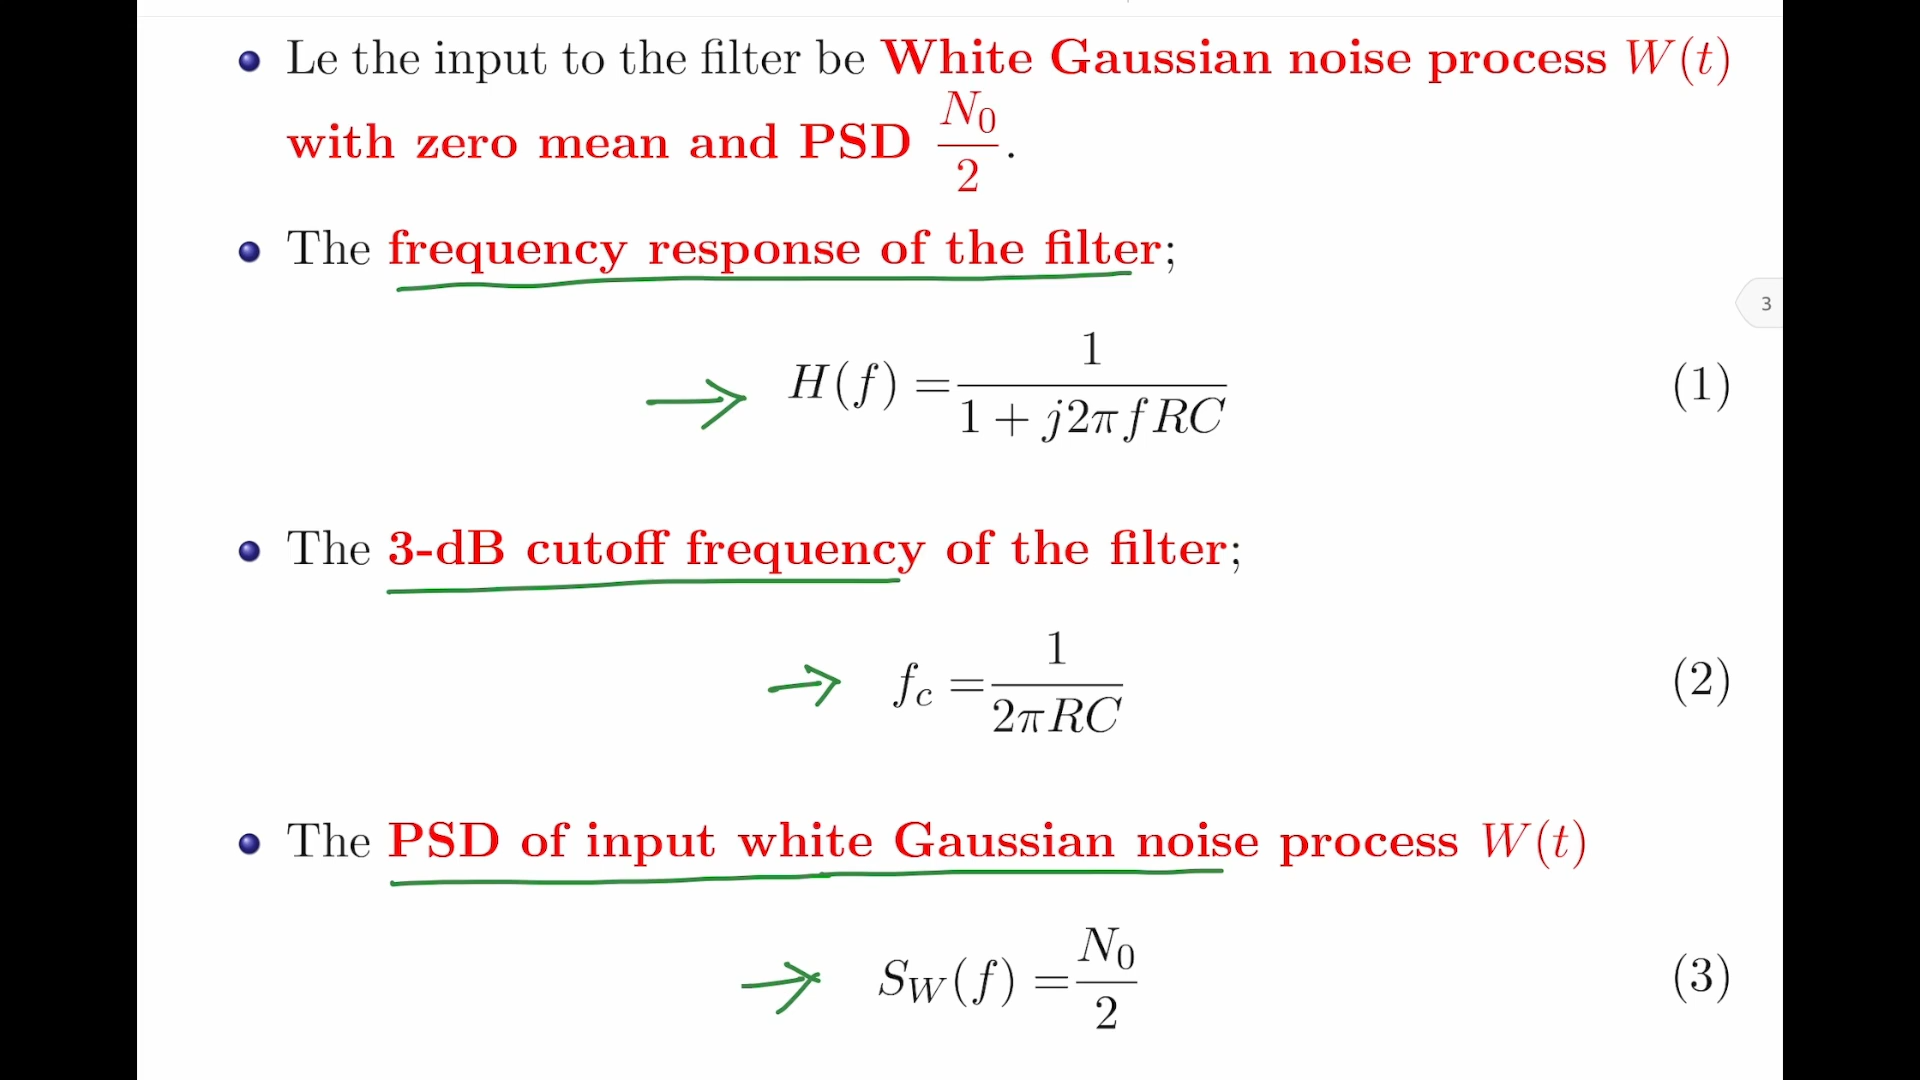 Le the input to the filter be White Gaussian noise process W(t)
with zero mean and PSD N₀/2.
The frequency response of the filter;
H(f) = 1/(1 + j2πfRC) (1)
3
The 3-dB cutoff frequency of the filter;
f_c = 1/(2πRC) (2)
The PSD of input white Gaussian noise process W(t)
S_W(f) = N₀/2 (3)